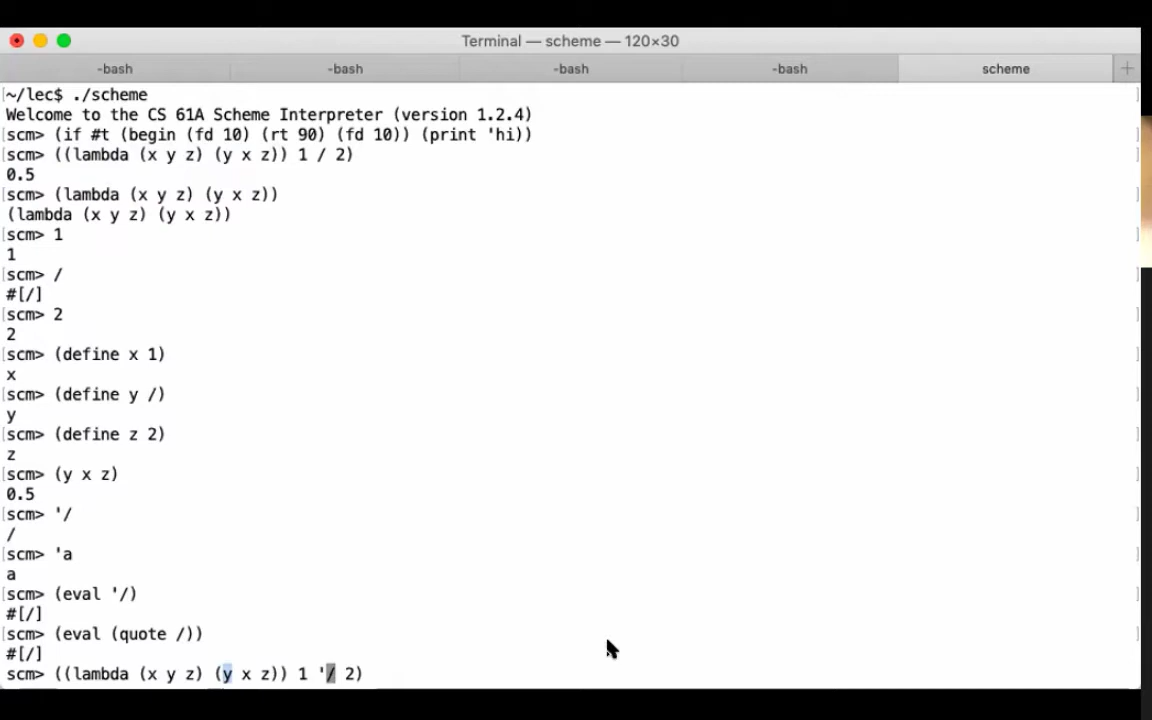 Terminal — scheme — 120×30
-bash -bash -bash -bash scheme +
[~/lec$ ./scheme ]
Welcome to the CS 61A Scheme Interpreter (version 1.2.4)
[scm> (if #t (begin (fd 10) (rt 90) (fd 10)) (print 'hi)) ]
[scm> ((lambda (x y z) (y x z)) 1 / 2) ]
0.5
[scm> (lambda (x y z) (y x z)) ]
(lambda (x y z) (y x z))
[scm> 1 ]
1
[scm> / ]
#[/]
[scm> 2 ]
2
[scm> (define x 1) ]
x
[scm> (define y /) ]
y
[scm> (define z 2) ]
z
[scm> (y x z) ]
0.5
[scm> '/ ]
/
[scm> 'a ]
a
[scm> (eval '/) ]
#[/]
[scm> (eval (quote /)) ]
#[/]
scm> ((lambda (x y z) (y x z)) 1 '/ 2)